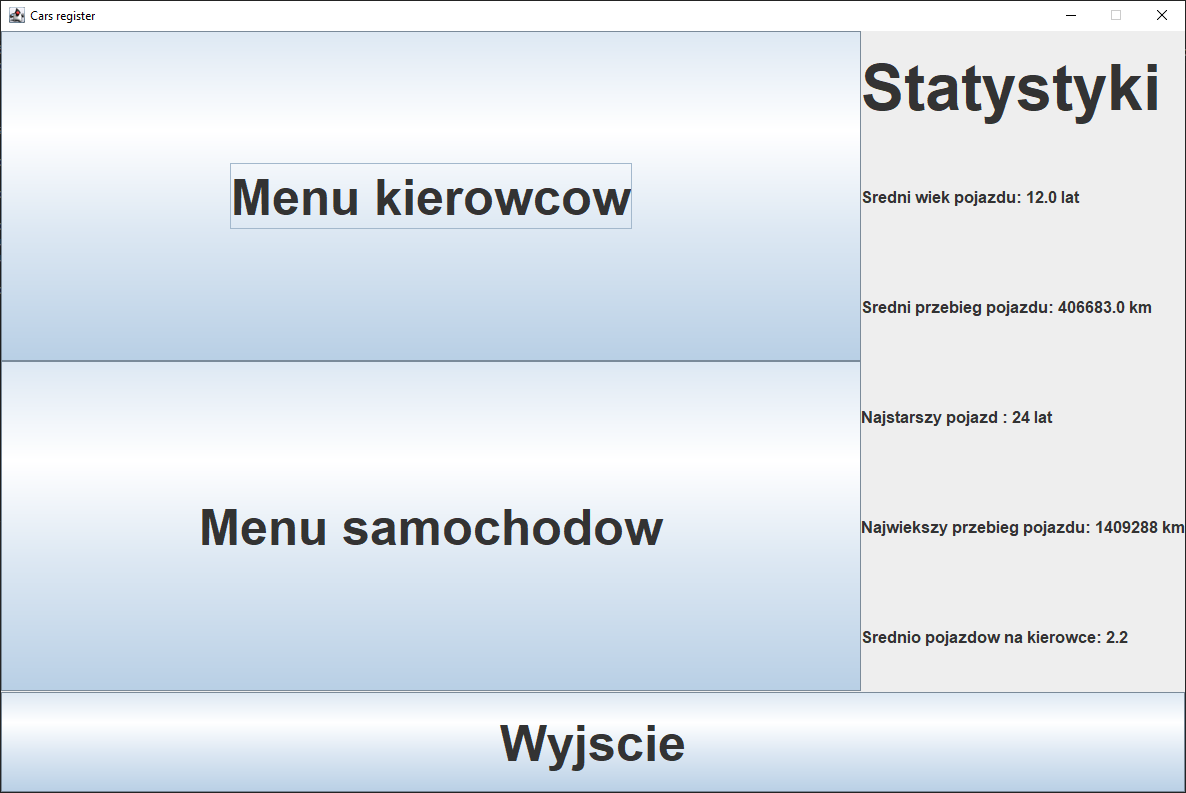 Cars register
Menu kierowcow
Menu samochodow
Statystyki
Sredni wiek pojazdu: 12.0 lat
Sredni przebieg pojazdu: 406683.0 km
Najstarszy pojazd : 24 lat
Najwiekszy przebieg pojazdu: 1409288 km
Srednio pojazdow na kierowce: 2.2
Wyjscie